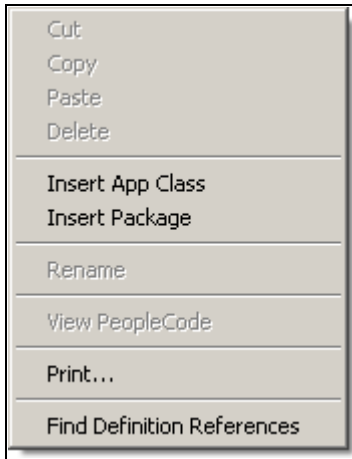 Cut
Copy
Paste
Delete
Insert App Class
Insert Package
Rename
View PeopleCode
Print...
Find Definition References